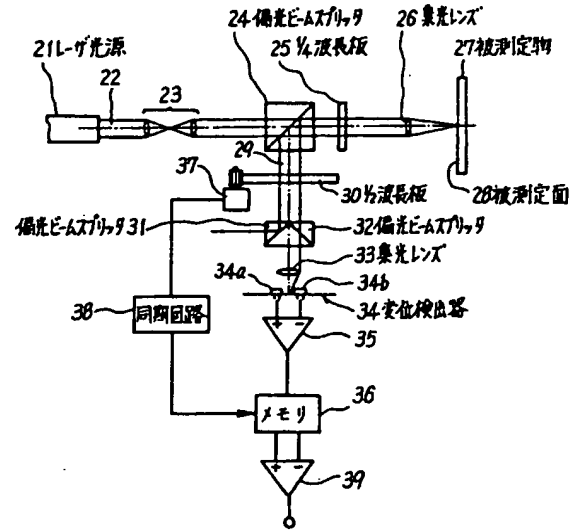 24偏光ビームスプリッタ
21レーザ光源
25 1/4波長板
26集光レンズ
27被測定物
22
23
29
28被測定面
37
30 1/2波長板
偏光ビームスプリッタ31
32偏光ビームスプリッタ
33集光レンズ
34a
34b
34変位検出路
38
同期回路
+ -
35
メモリ
36
+ -
39